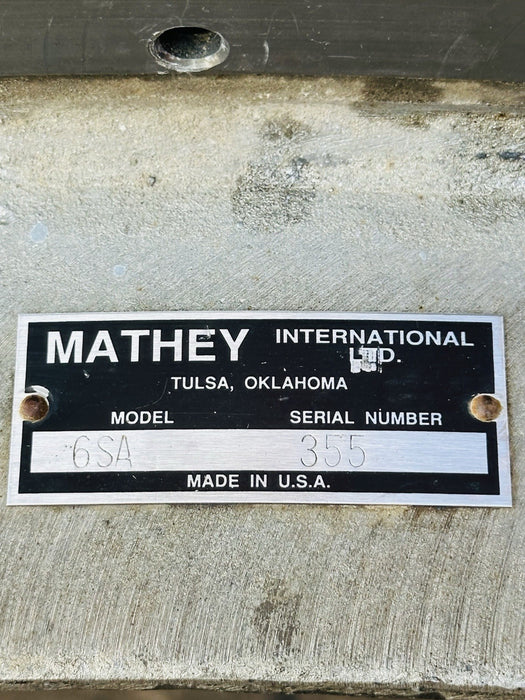 MATHEY INTERNATIONAL
LTD.
TULSA, OKLAHOMA
MODEL SERIAL NUMBER
6SA 355
MADE IN U.S.A.